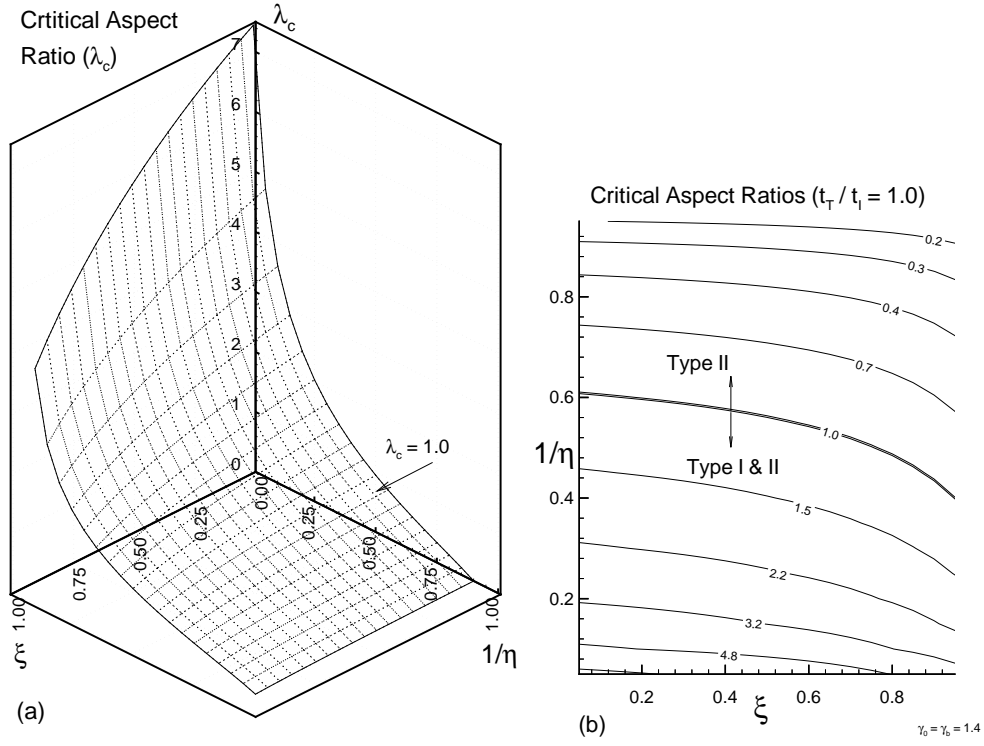 Crtitical Aspect
Ratio (λc)
λc
7
6
5
4
3
2
1
0
λc = 1.0
0.00
0.25
0.50
0.75
1.00
ξ
0.25
0.50
0.75
1.00
1/η
(a)
Critical Aspect Ratios (tT / tI = 1.0)
0.2
0.3
0.4
0.7
1.0
1.5
2.2
3.2
4.8
Type II
Type I & II
0.8
0.6
1/η
0.4
0.2
0.2
0.4
0.6
0.8
ξ
(b)
γ0 = γb = 1.4